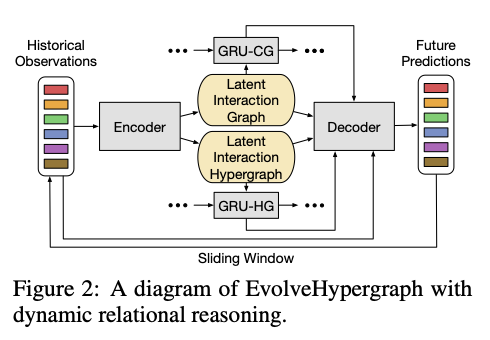 Historical
Observations
Future
Predictions
••• GRU-CG •••
Latent
Interaction
Graph
Encoder
Decoder
Latent
Interaction
Hypergraph
••• GRU-HG •••
Sliding Window
Figure 2: A diagram of EvolveHypergraph with
dynamic relational reasoning.